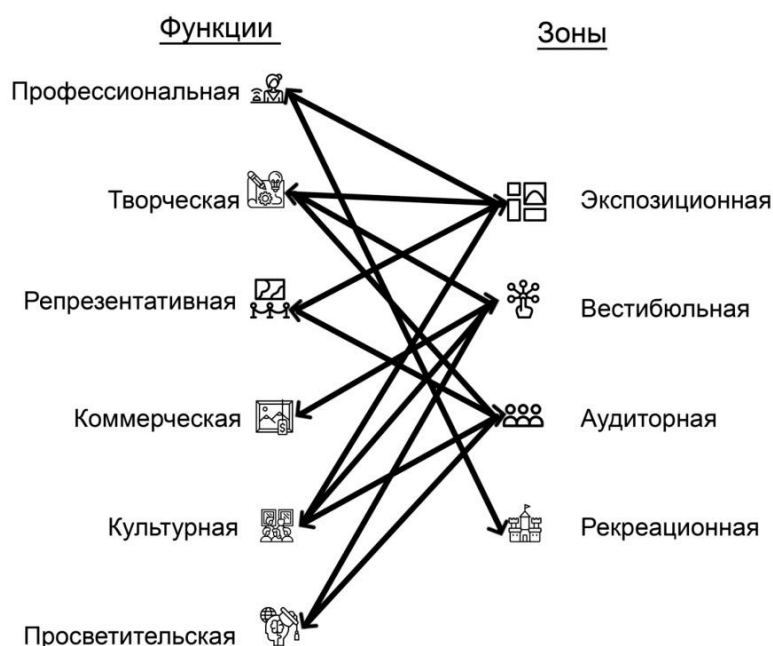 Функции
Зоны
Профессиональная
Творческая
Экспозиционная
Репрезентативная
Вестибюльная
Коммерческая
Аудиторная
Культурная
Рекреационная
Просветительская